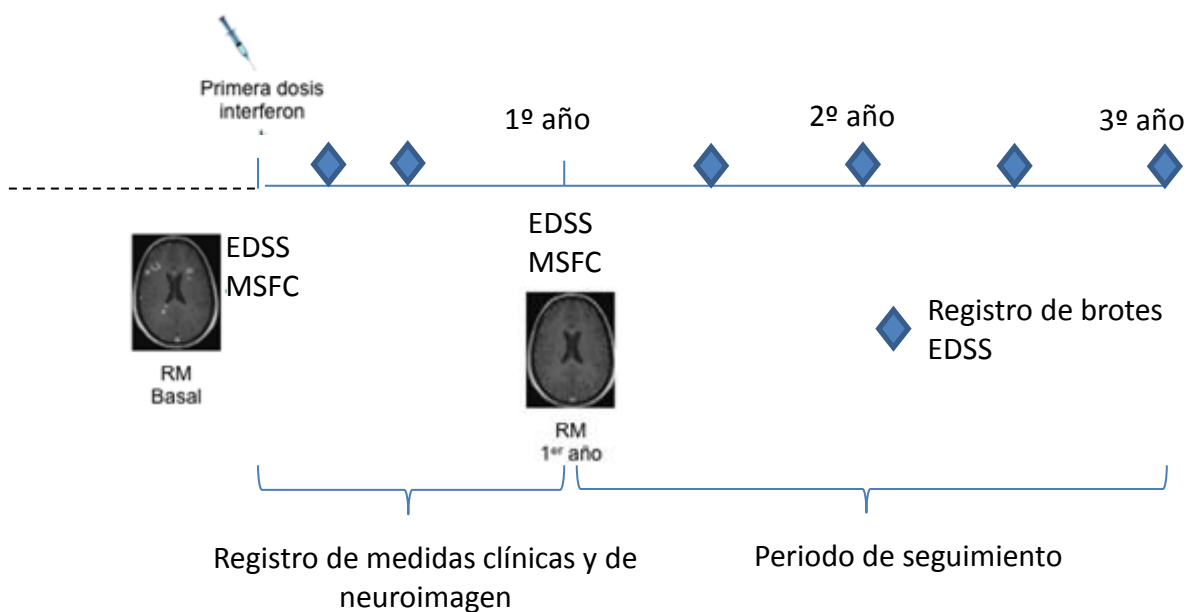 Primera dosis
interferon
1º año
2º año
3º año
EDSS
MSFC
RM
Basal
EDSS
MSFC
RM
1er año
Registro de brotes
EDSS
Registro de medidas clínicas y de
neuroimagen
Periodo de seguimiento